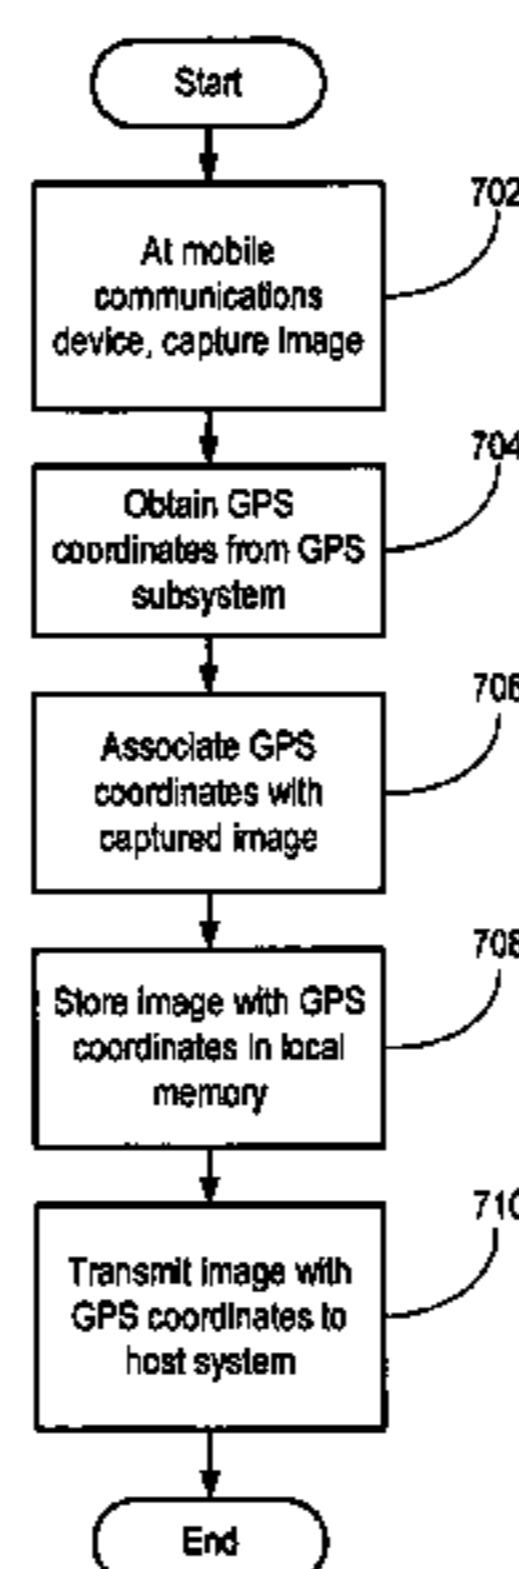 Start
702
At mobile
communications
device, capture image
704
Obtain GPS
coordinates from GPS
subsystem
706
Associate GPS
coordinates with
captured image
708
Store image with GPS
coordinates in local
memory
710
Transmit image with
GPS coordinates to
host system
End